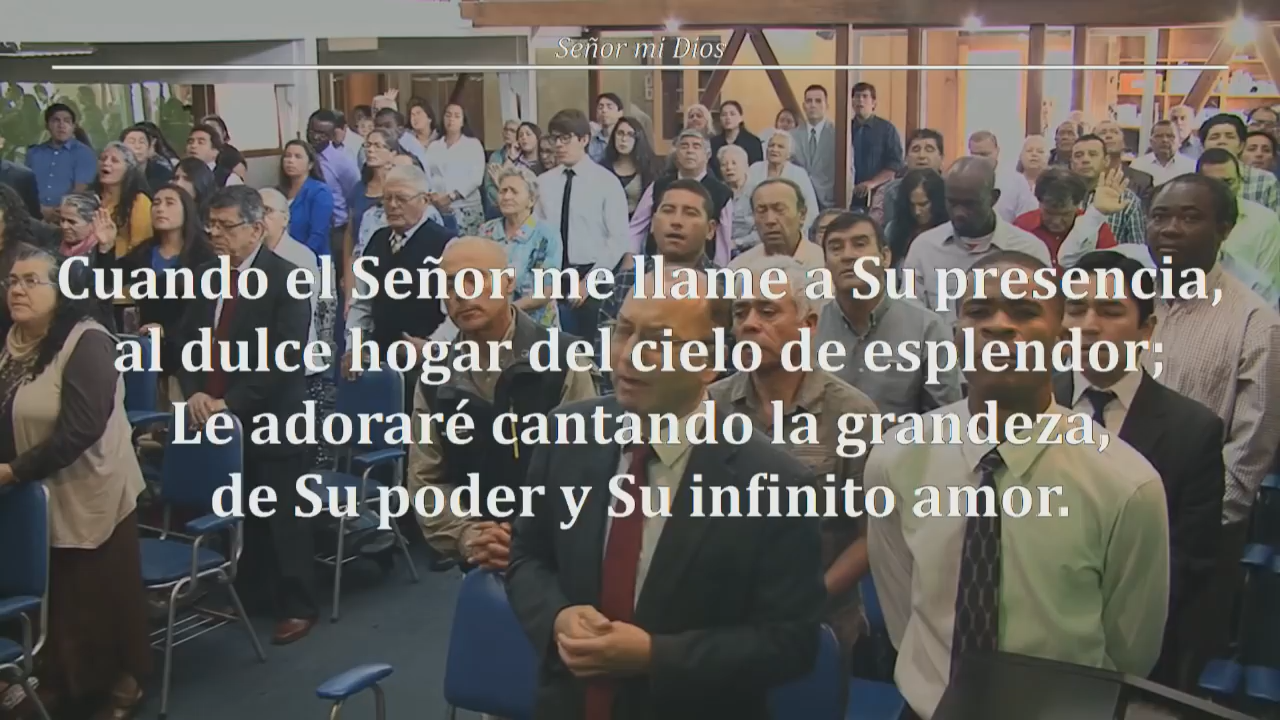 Señor mi Dios
Cuando el Señor me llame a Su presencia,
al dulce hogar del cielo de esplendor;
Le adoraré cantando la grandeza,
de Su poder y Su infinito amor.